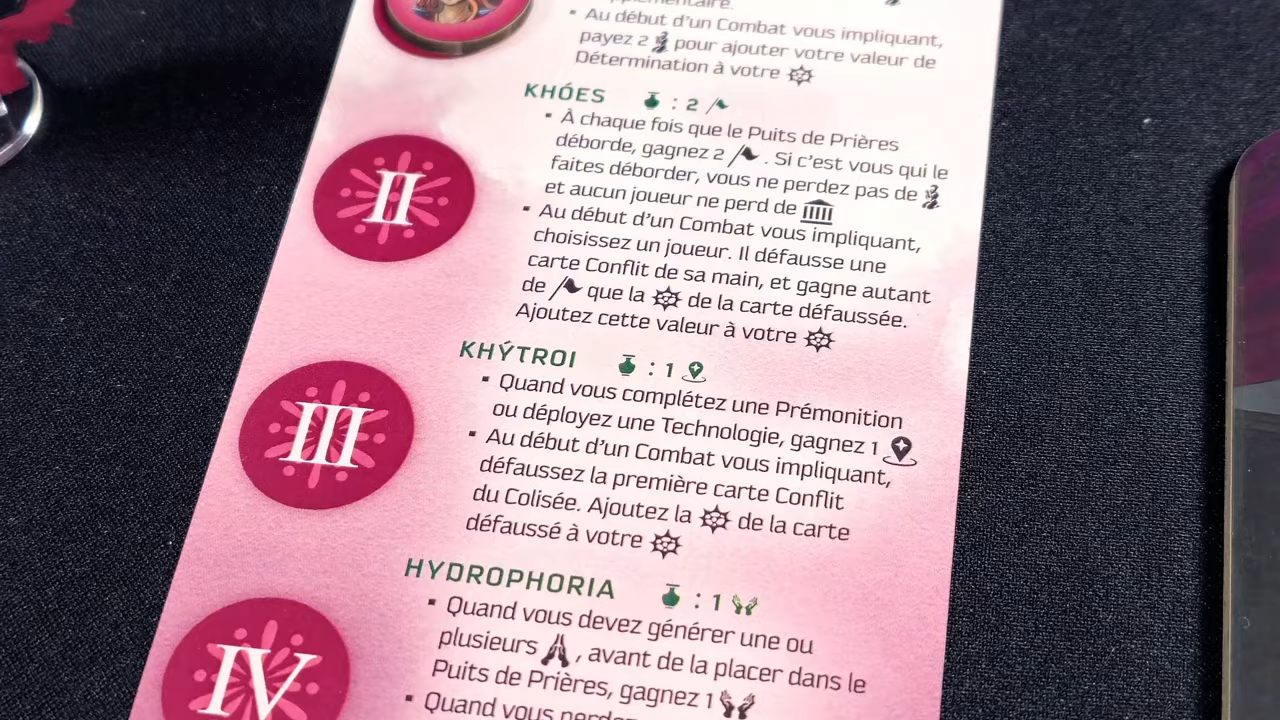 pplémentaire.
▪ Au début d'un Combat vous impliquant,
payez 2 pour ajouter votre valeur de
Détermination à votre
KHÓES : 2
▪ À chaque fois que le Puits de Prières
déborde, gagnez 2 . Si c'est vous qui le
faites déborder, vous ne perdez pas de
et aucun joueur ne perd de
▪ Au début d'un Combat vous impliquant,
choisissez un joueur. Il défausse une
carte Conflit de sa main, et gagne autant
de que la de la carte défaussée.
Ajoutez cette valeur à votre
II
KHÝTROI : 1
▪ Quand vous complétez une Prémonition
ou déployez une Technologie, gagnez 1
▪ Au début d'un Combat vous impliquant,
défaussez la première carte Conflit
du Colisée. Ajoutez la de la carte
défaussé à votre
III
HYDROPHORIA : 1
▪ Quand vous devez générer une ou
plusieurs , avant de la placer dans le
Puits de Prières, gagnez 1
▪ Quand vous
IV